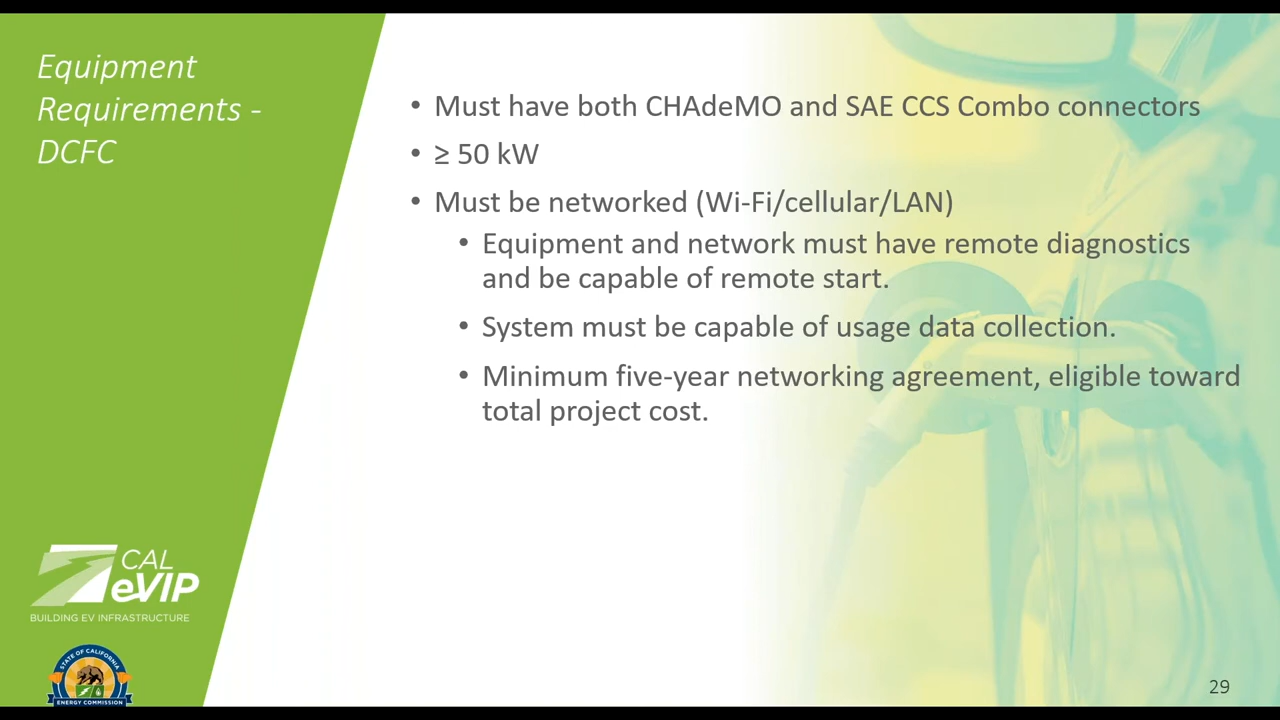 Equipment
Requirements -
DCFC
• Must have both CHAdeMO and SAE CCS Combo connectors
• ≥ 50 kW
• Must be networked (Wi-Fi/cellular/LAN)
• Equipment and network must have remote diagnostics
and be capable of remote start.
• System must be capable of usage data collection.
• Minimum five-year networking agreement, eligible toward
total project cost.
CAL
eVIP
BUILDING EV INFRASTRUCTURE
STATE OF CALIFORNIA
ENERGY COMMISSION
29